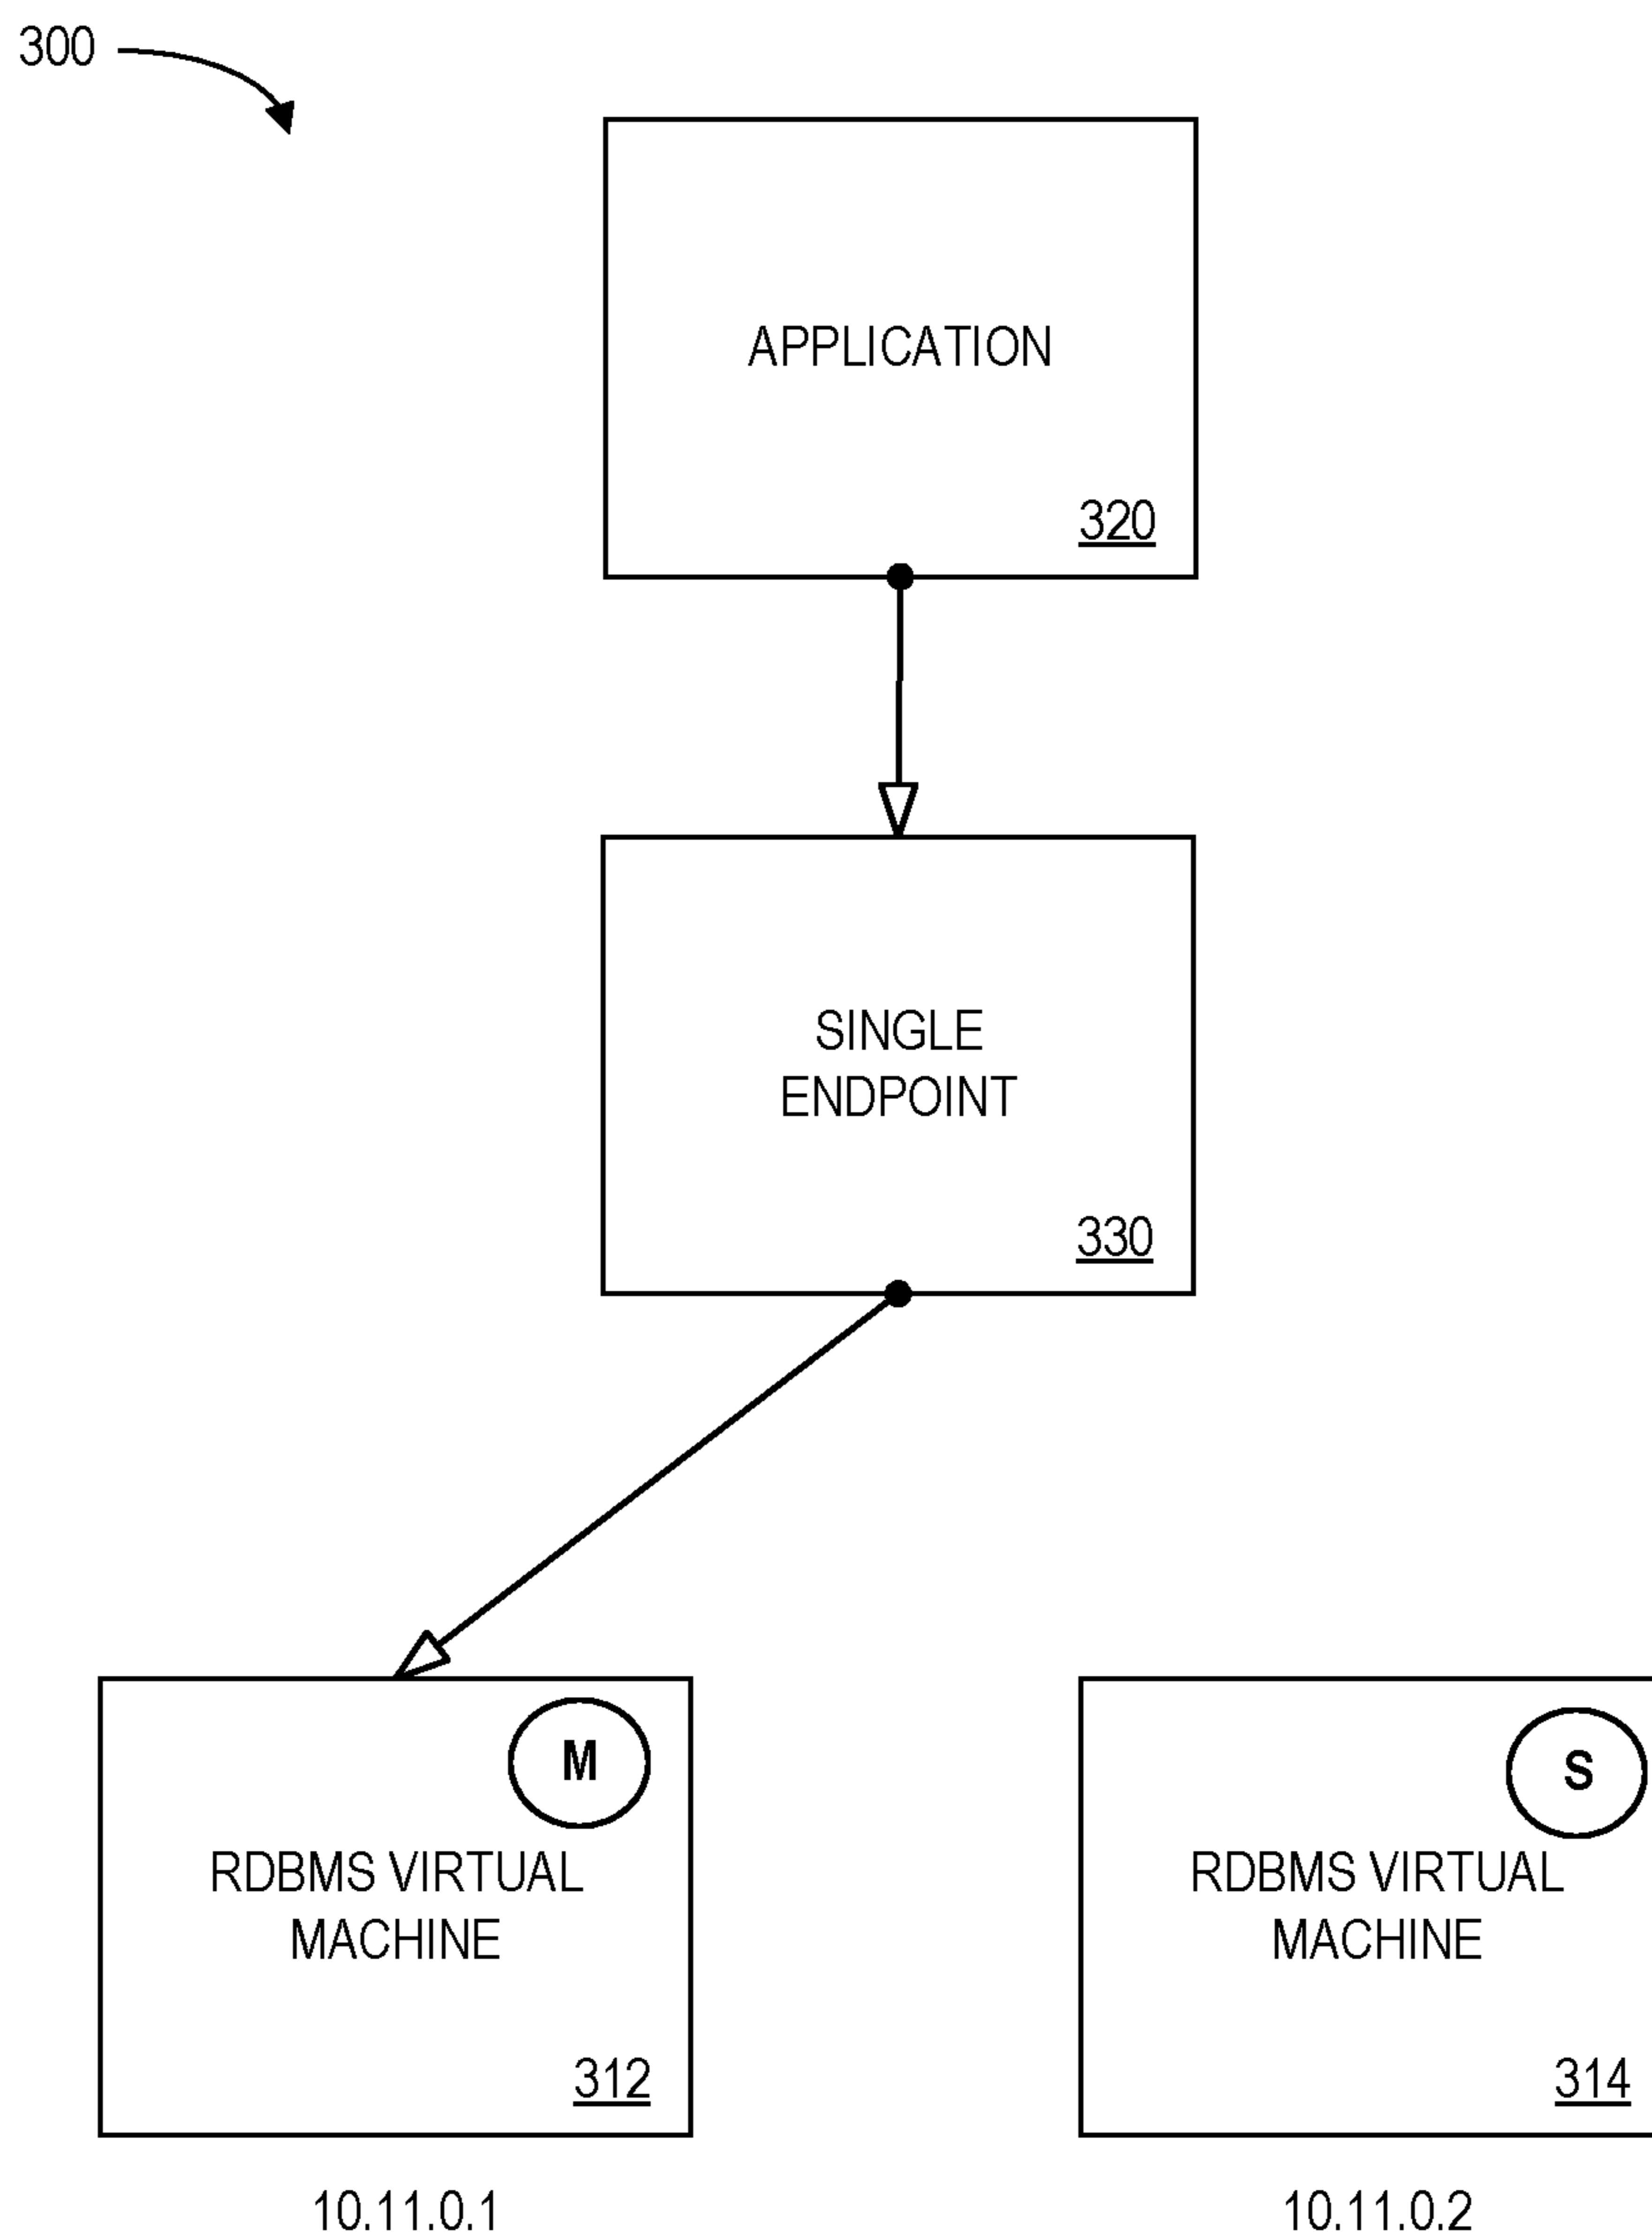 300
APPLICATION
320
SINGLE
ENDPOINT
330
M
RDBMS VIRTUAL
MACHINE
312
10.11.0.1
S
RDBMS VIRTUAL
MACHINE
314
10.11.0.2